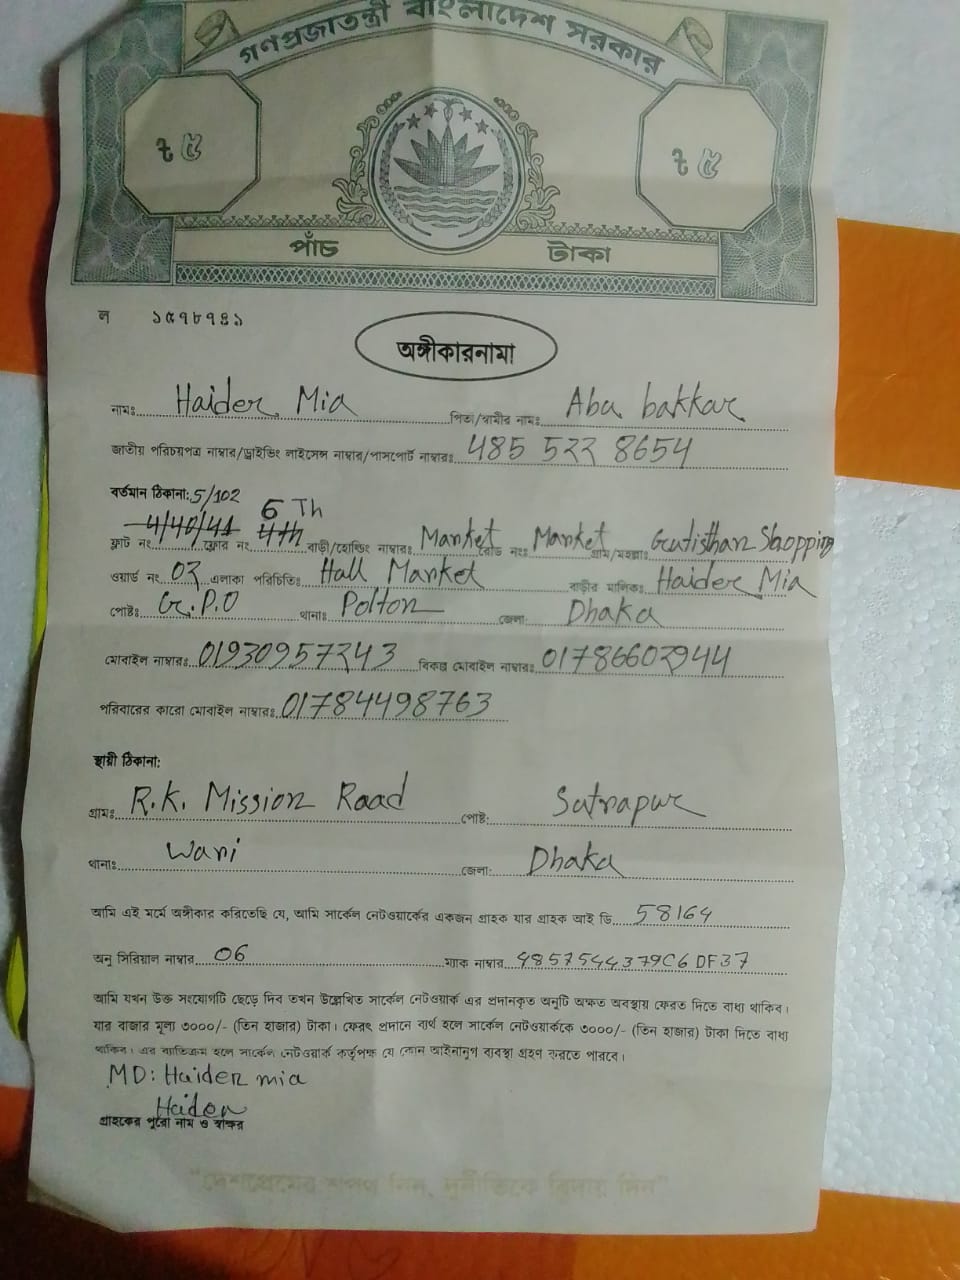 গণপ্রজাতন্ত্রী বাংলাদেশ সরকার
৳ ৫ ৳ ৫
পাঁচ টাকা
ল ১৫৭৮৭৪১
অঙ্গীকারনামা
নামঃ Haider Mia পিতা/স্বামীর নামঃ Abu bakkar
জাতীয় পরিচয়পত্র নাম্বার/ড্রাইভিং লাইসেন্স নাম্বার/পাসপোর্ট নাম্বারঃ 485 522 8654
বর্তমান ঠিকানা: 5/102 6 Th
ফ্লাট নং 4/40/41 ফ্লোর নং 4th বাড়ী/হোল্ডিং নাম্বারঃ Market রোড নং: Market গ্রাম/মহল্লাঃ Gulisthan Shopping
ওয়ার্ড নং 02 এলাকা পরিচিতিঃ Hall Market বাড়ীর মালিকঃ Haider Mia
পোষ্টঃ G.P.O থানাঃ Polton জেলা: Dhaka
মোবাইল নাম্বারঃ 01930957243 বিকল্প মোবাইল নাম্বারঃ 01786602944
পরিবারের কারো মোবাইল নাম্বারঃ 01784498763
স্থায়ী ঠিকানা:
গ্রামঃ R.K. Mission Road পোষ্ট: Sutrapur
থানাঃ Wari জেলা: Dhaka
আমি এই মর্মে অঙ্গীকার করিতেছি যে, আমি সার্কেল নেটওয়ার্কের একজন গ্রাহক যার গ্রাহক আই ডি 58164
অনু সিরিয়াল নাম্বার 06 ম্যাক নাম্বার 4857544379C6DF37
আমি যখন উক্ত সংযোগটি ছেড়ে দিব তখন উল্লেখিত সার্কেল নেটওয়ার্ক এর প্রদানকৃত অনুটি অক্ষত অবস্থায় ফেরত দিতে বাধ্য থাকিব।
যার বাজার মূল্য ৩০০০/- (তিন হাজার) টাকা। ফেরৎ প্রদানে ব্যর্থ হলে সার্কেল নেটওয়ার্ককে ৩০০০/- (তিন হাজার) টাকা দিতে বাধ্য
থাকিব। এর ব্যতিক্রম হলে সার্কেল নেটওয়ার্ক কর্তৃপক্ষ যে কোন আইনানুগ ব্যবস্থা গ্রহণ করতে পারবে।
MD: Haider mia
Haider
গ্রাহকের পুরো নাম ও স্বাক্ষর
"দেশপ্রেমের শপথ নিন, দুর্নীতিকে বিদায় দিন"